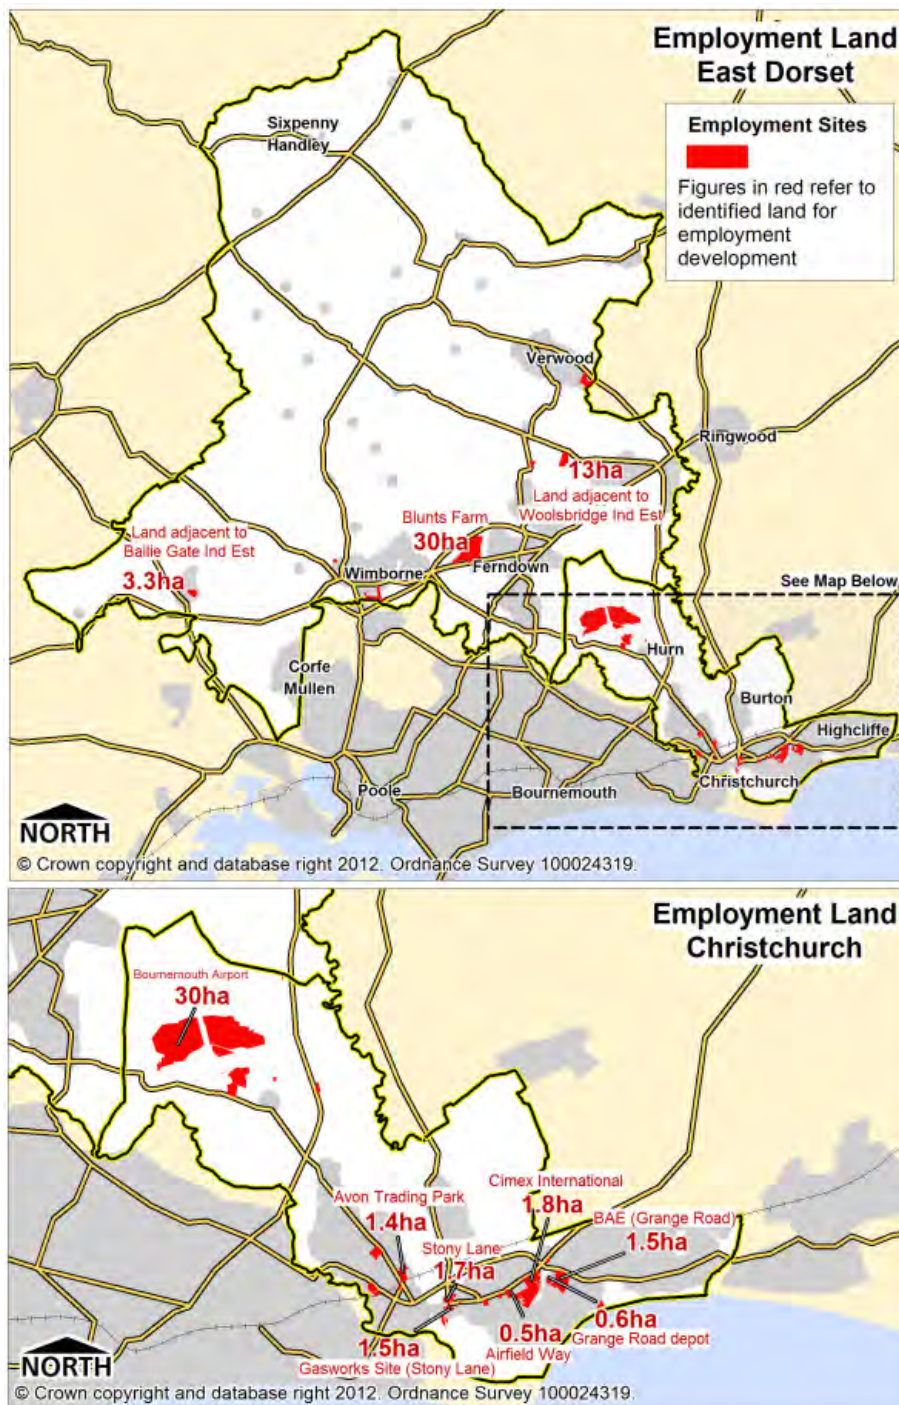 Employment Land
East Dorset
Employment Sites
Figures in red refer to
identified land for
employment
development
Sixpenny
Handley
Verwood
Ringwood
13ha
Land adjacent to
Woolsbridge Ind Est
Blunts Farm
30ha
Land adjacent to
Bailie Gate Ind Est
3.3ha
Wimborne
Ferndown
See Map Below
Hurn
Corfe
Mullen
Burton
Highcliffe
Christchurch
Poole
Bournemouth
NORTH
© Crown copyright and database right 2012. Ordnance Survey 100024319.
Employment Land
Christchurch
Bournemouth Airport
30ha
Cimex International
1.8ha
Avon Trading Park
1.4ha
BAE (Grange Road)
1.5ha
Stony Lane
1.7ha
0.6ha
Grange Road depot
0.5ha
Airfield Way
1.5ha
Gasworks Site (Stony Lane)
NORTH
© Crown copyright and database right 2012. Ordnance Survey 100024319.